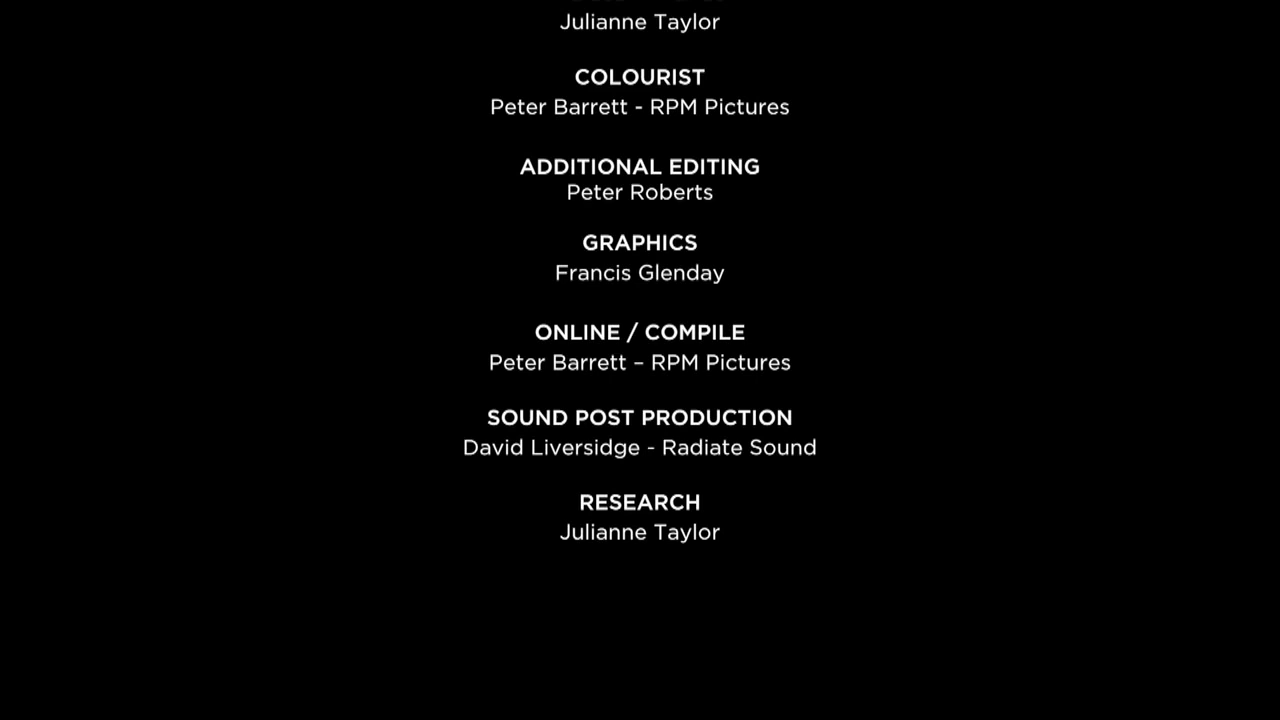 Julianne Taylor
COLOURIST
Peter Barrett - RPM Pictures
ADDITIONAL EDITING
Peter Roberts
GRAPHICS
Francis Glenday
ONLINE / COMPILE
Peter Barrett – RPM Pictures
SOUND POST PRODUCTION
David Liversidge - Radiate Sound
RESEARCH
Julianne Taylor